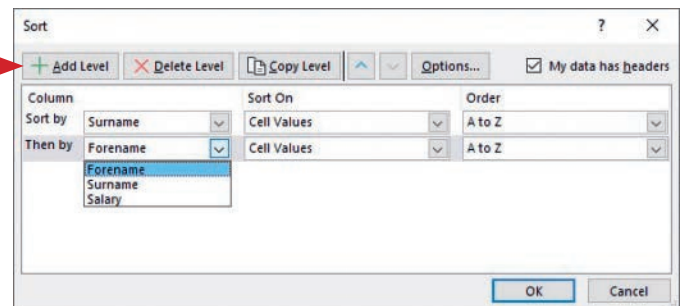 Sort ? X
Add Level Delete Level Copy Level Options... My data has headers
Column Sort On Order
Sort by Surname Cell Values A to Z
Then by Forename Cell Values A to Z
Forename
Surname
Salary
OK Cancel